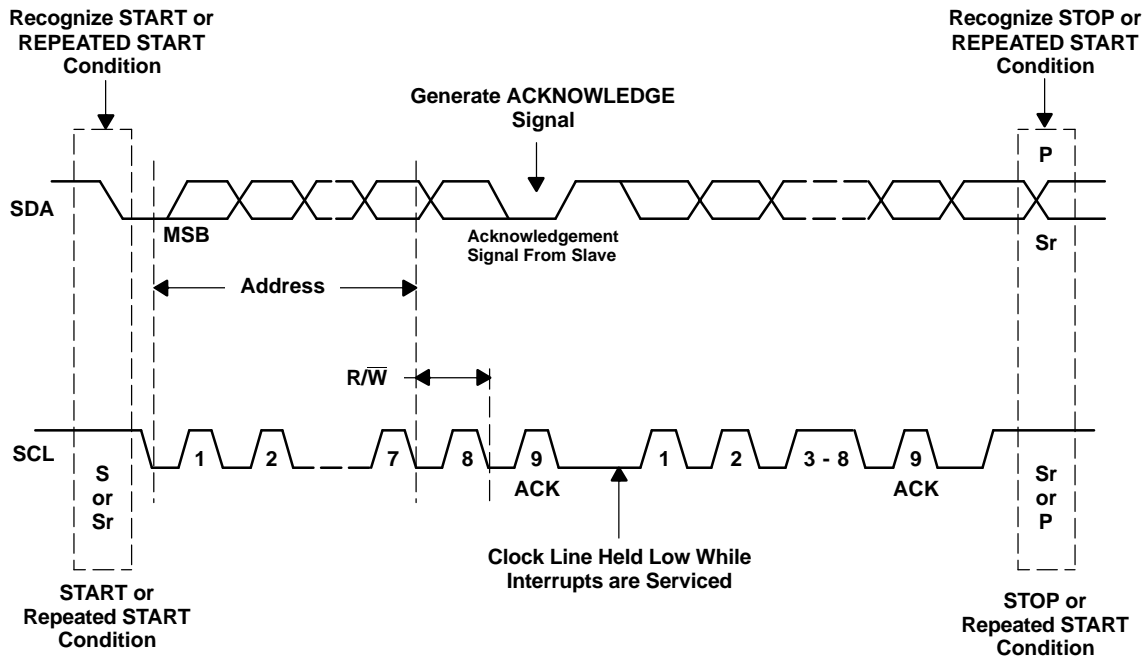 Recognize START or
REPEATED START
Condition
Recognize STOP or
REPEATED START
Condition
Generate ACKNOWLEDGE
Signal
P
SDA
MSB
Acknowledgement
Signal From Slave
Sr
Address
R/W̅
SCL
1
2
7
8
9
1
2
3 - 8
9
ACK
ACK
S
or
Sr
Sr
or
P
Clock Line Held Low While
Interrupts are Serviced
START or
Repeated START
Condition
STOP or
Repeated START
Condition